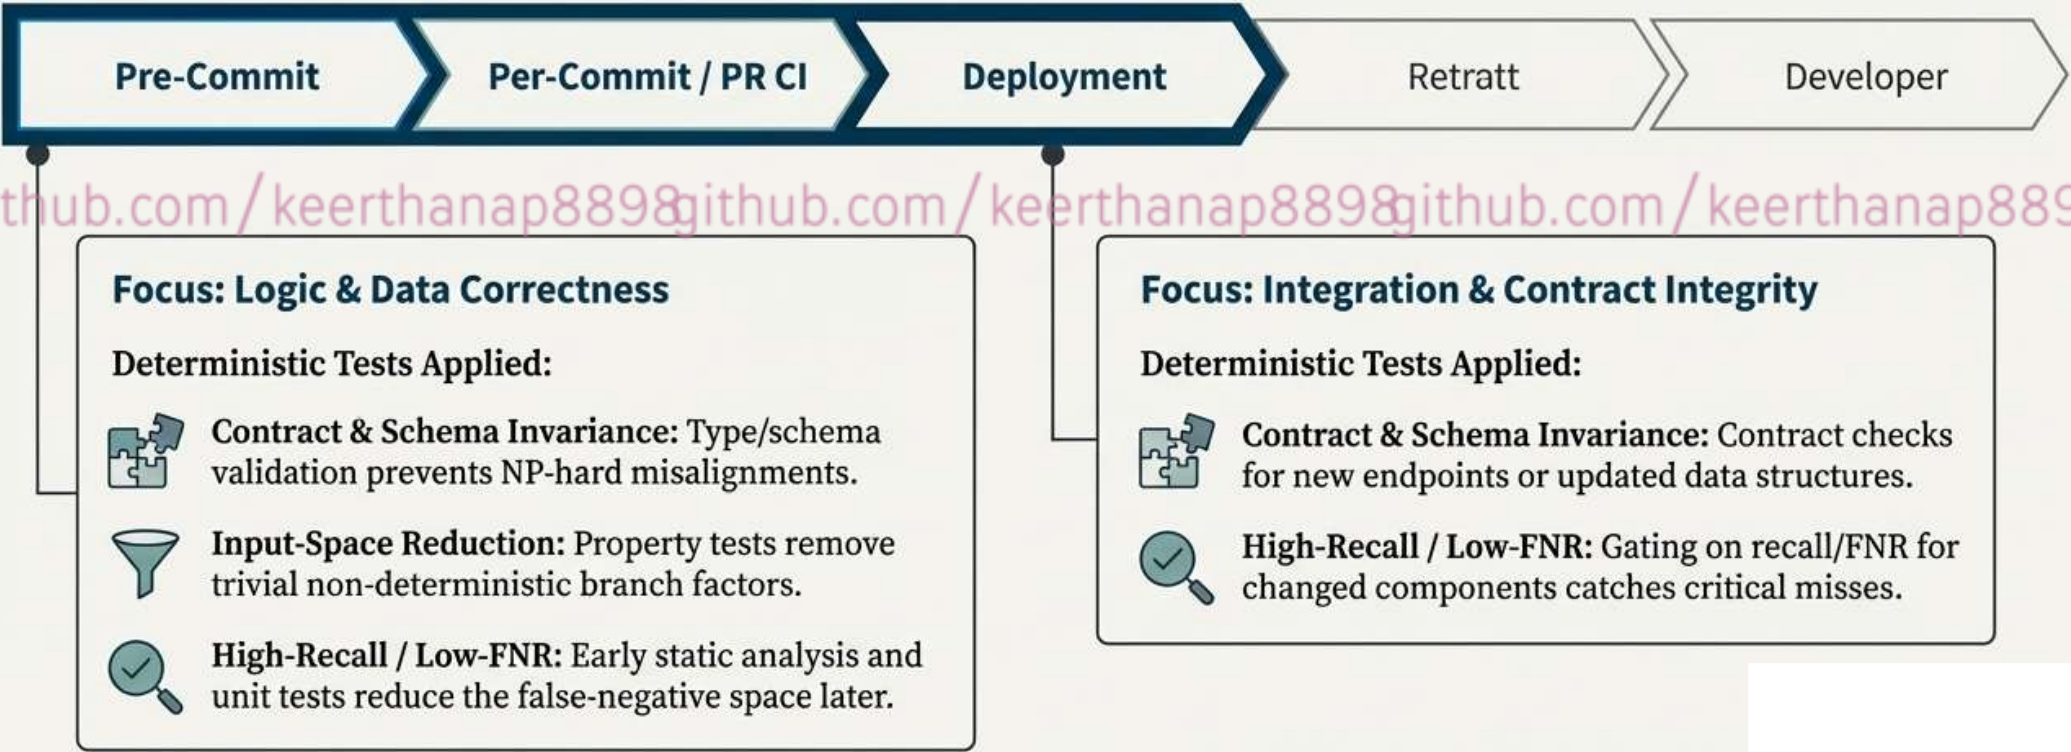 Pre-Commit
Per-Commit / PR CI
Deployment
Retratt
Developer
thub.com/keerthanap8898github.com/keerthanap8898github.com/keerthanap889
Focus: Logic & Data Correctness
Deterministic Tests Applied:
Contract & Schema Invariance: Type/schema
validation prevents NP-hard misalignments.
Input-Space Reduction: Property tests remove
trivial non-deterministic branch factors.
High-Recall / Low-FNR: Early static analysis and
unit tests reduce the false-negative space later.
Focus: Integration & Contract Integrity
Deterministic Tests Applied:
Contract & Schema Invariance: Contract checks
for new endpoints or updated data structures.
High-Recall / Low-FNR: Gating on recall/FNR for
changed components catches critical misses.